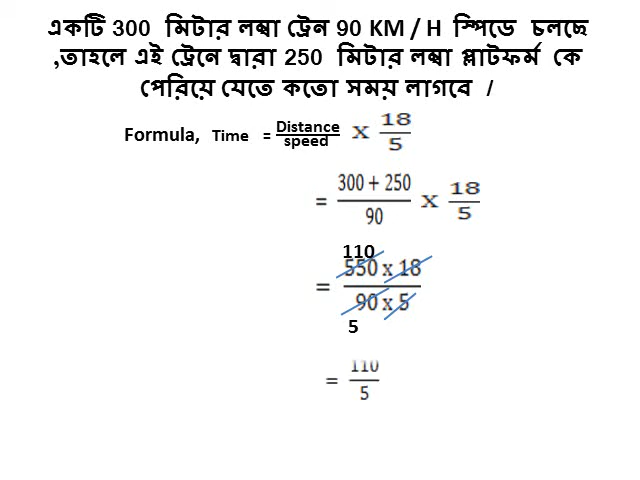 একটি 300 মিটার লম্বা ট্রেন 90 KM / H স্পিডে চলছে
,তাহলে এই ট্রেনে দ্বারা 250 মিটার লম্বা প্লাটফর্ম কে
পেরিয়ে যেতে কতো সময় লাগবে /
Formula, Time = Distance/speed x 18/5
= 300 + 250/90 x 18/5
110
= 550 x 18/90 x 5
5
= 110/5